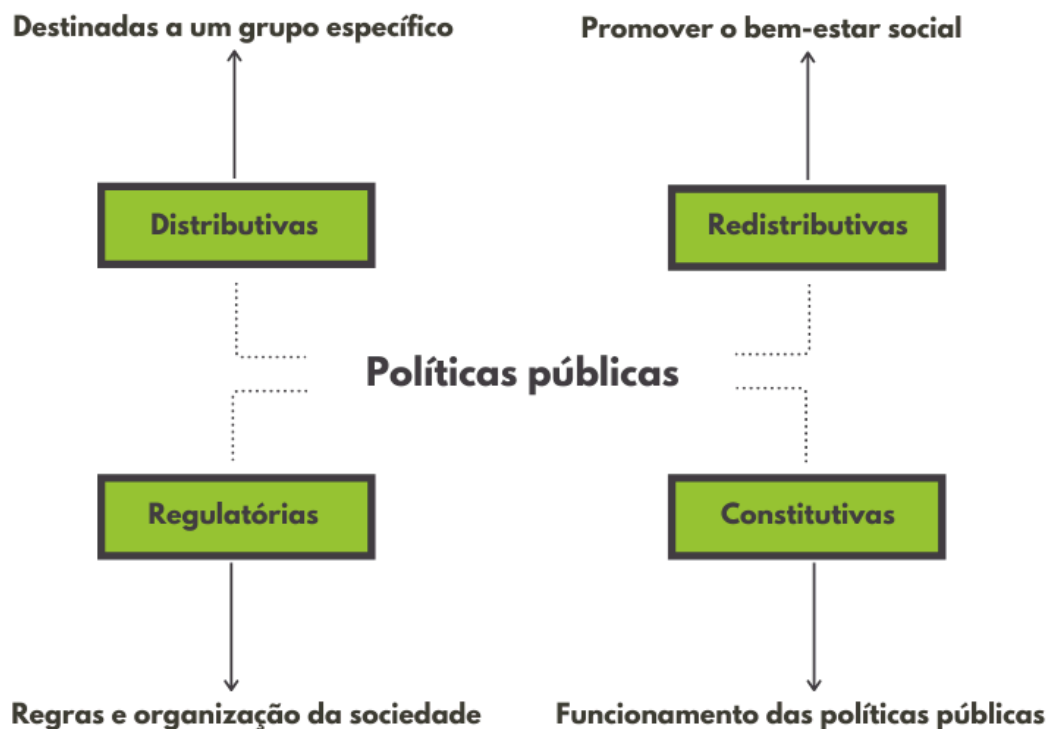 Destinadas a um grupo específico
Promover o bem-estar social
Distributivas
Redistributivas
Políticas públicas
Regulatórias
Constitutivas
Regras e organização da sociedade
Funcionamento das políticas públicas